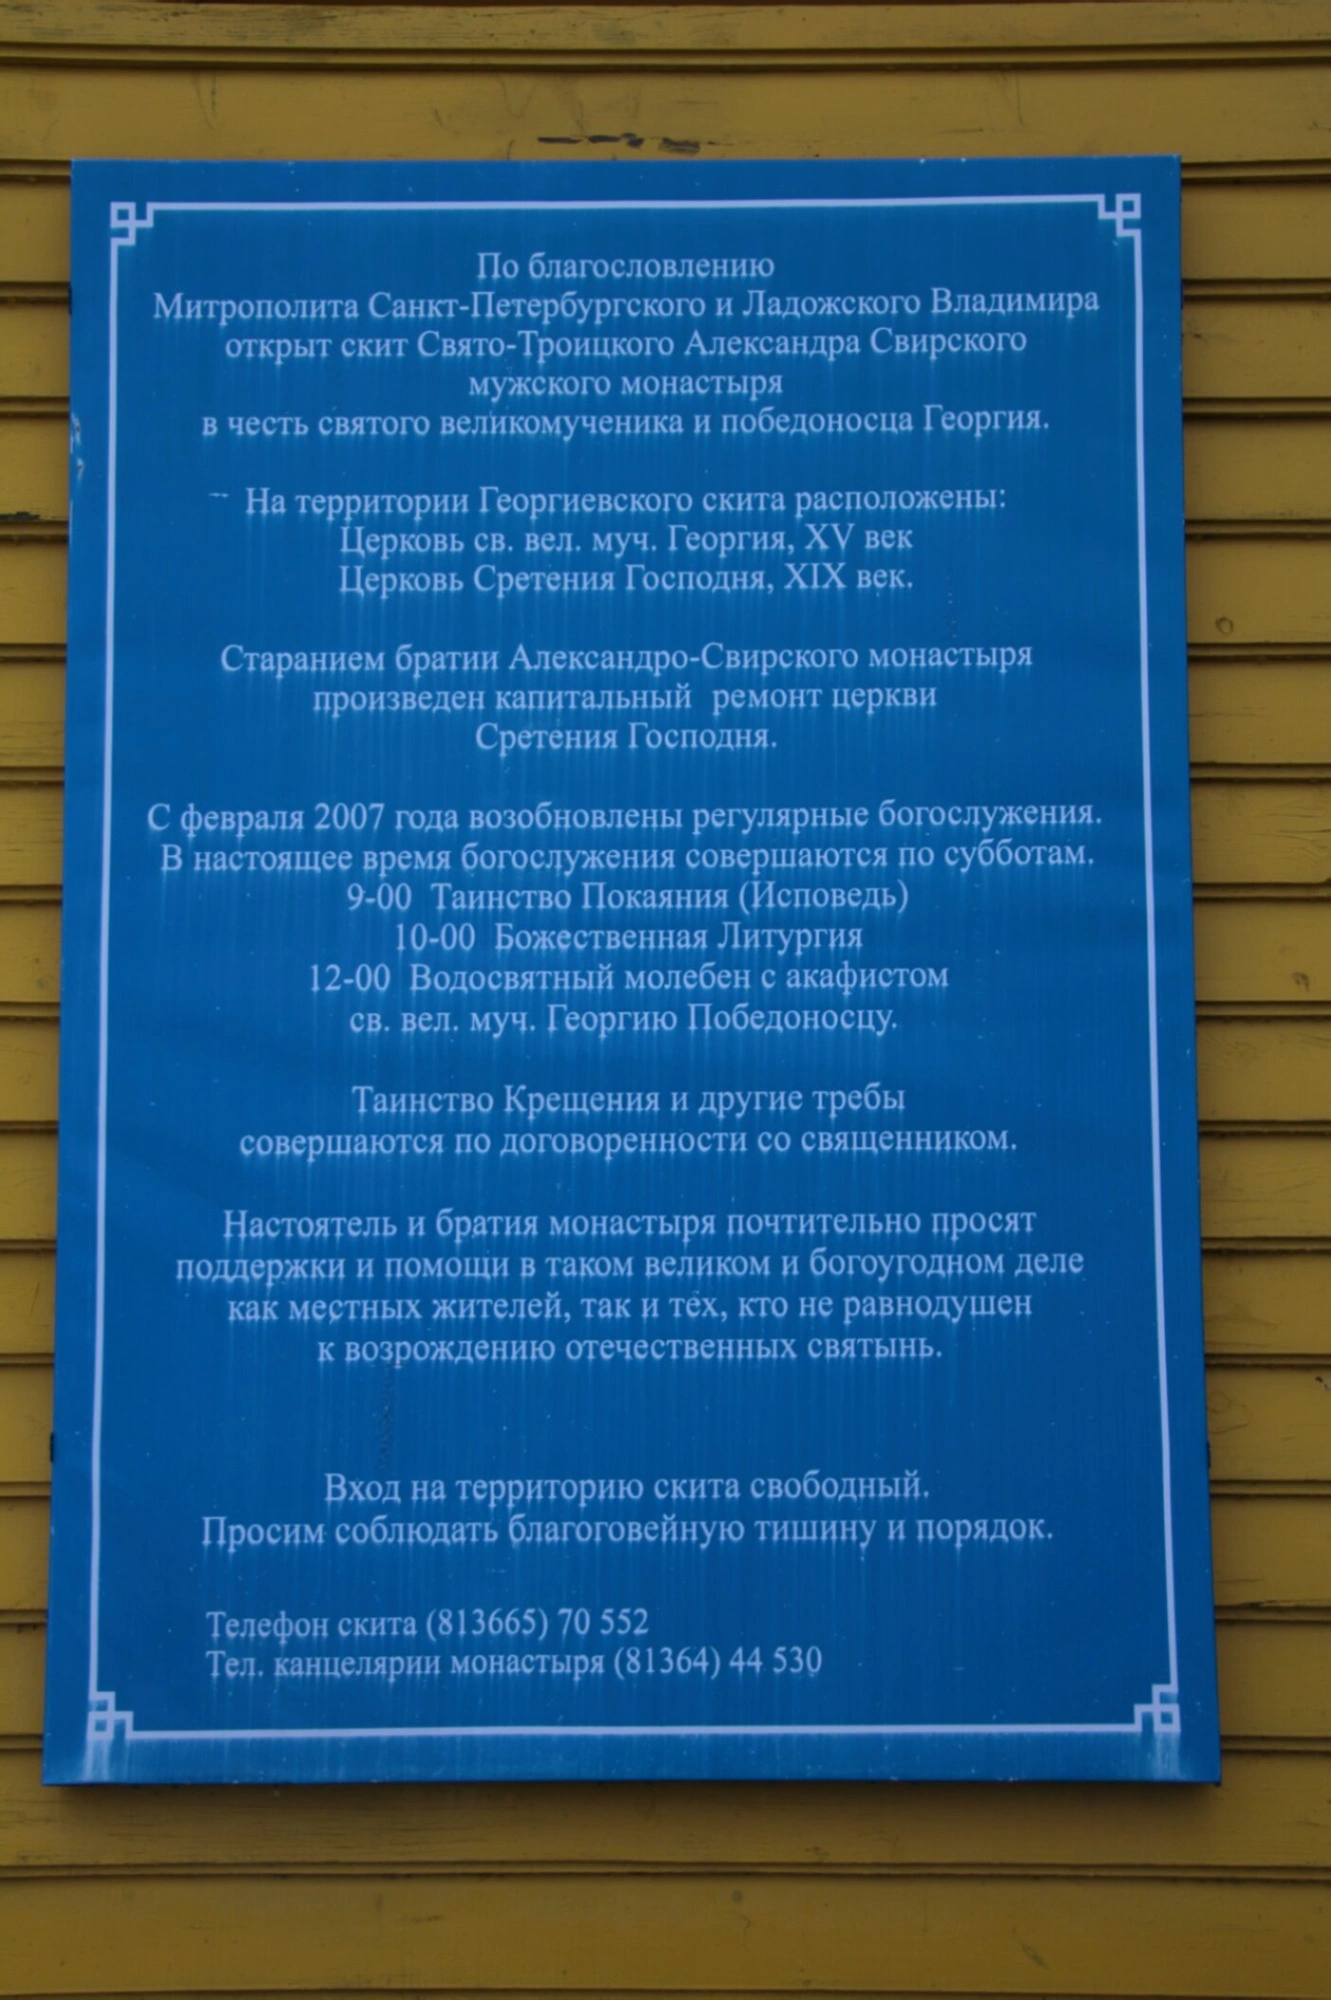 По благословлению
Митрополита Санкт-Петербургского и Ладожского Владимира
открыт скит Свято-Троицкого Александра Свирского
мужского монастыря
в честь святого великомученика и победоносца Георгия.
На территории Георгиевского скита расположены:
Церковь св. вел. муч. Георгия, XV век
Церковь Сретения Господня, XIX век.
Старанием братии Александро-Свирского монастыря
произведен капитальный ремонт церкви
Сретения Господня.
С февраля 2007 года возобновлены регулярные богослужения.
В настоящее время богослужения совершаются по субботам.
9-00 Таинство Покаяния (Исповедь)
10-00 Божественная Литургия
12-00 Водосвятный молебен с акафистом
св. вел. муч. Георгию Победоносцу.
Таинство Крещения и другие требы
совершаются по договоренности со священником.
Настоятель и братия монастыря почтительно просят
поддержки и помощи в таком великом и богоугодном деле
как местных жителей, так и тех, кто не равнодушен
к возрождению отечественных святынь.
Вход на территорию скита свободный.
Просим соблюдать благоговейную тишину и порядок.
Телефон скита (813665) 70 552
Тел. канцелярии монастыря (81364) 44 530